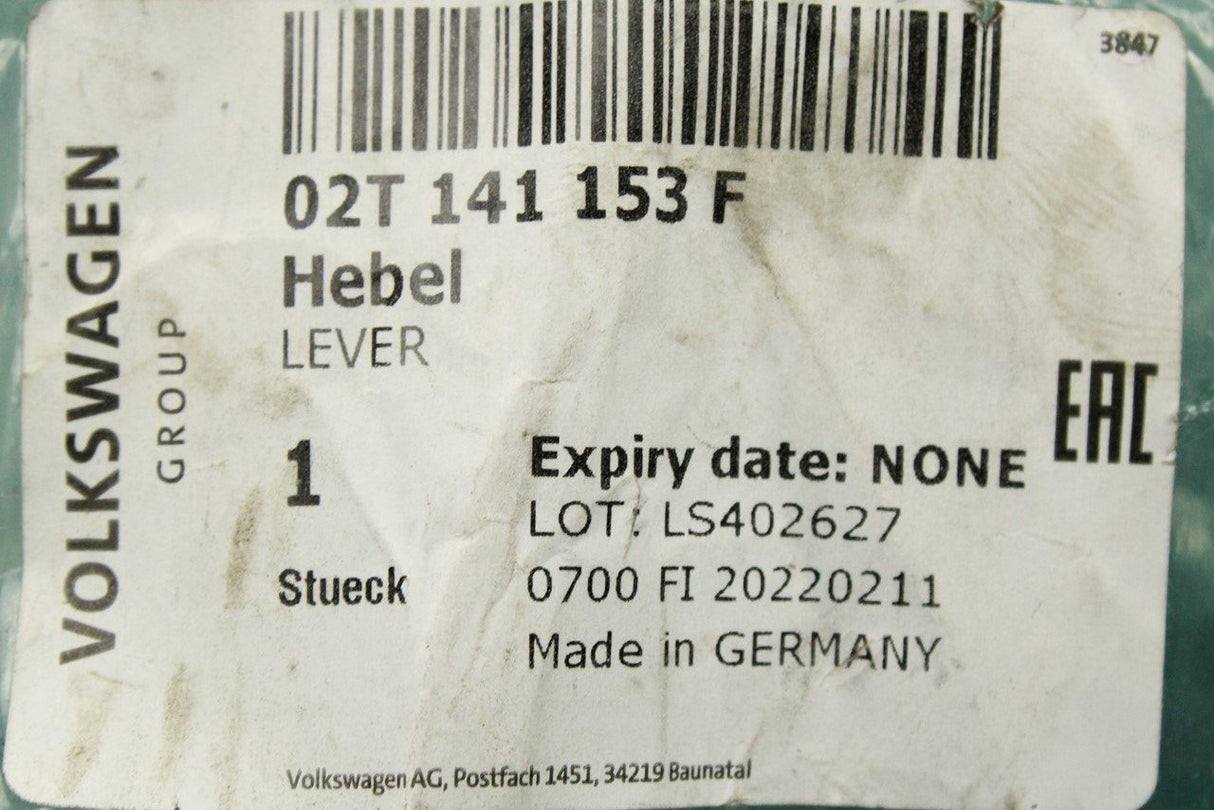 3847
02T 141 153 F
Hebel
LEVER
VOLKSWAGEN
GROUP
EAC
1
Stueck
Expiry date: NONE
LOT: LS402627
0700 FI 20220211
Made in GERMANY
Volkswagen AG, Postfach 1451, 34219 Baunatal